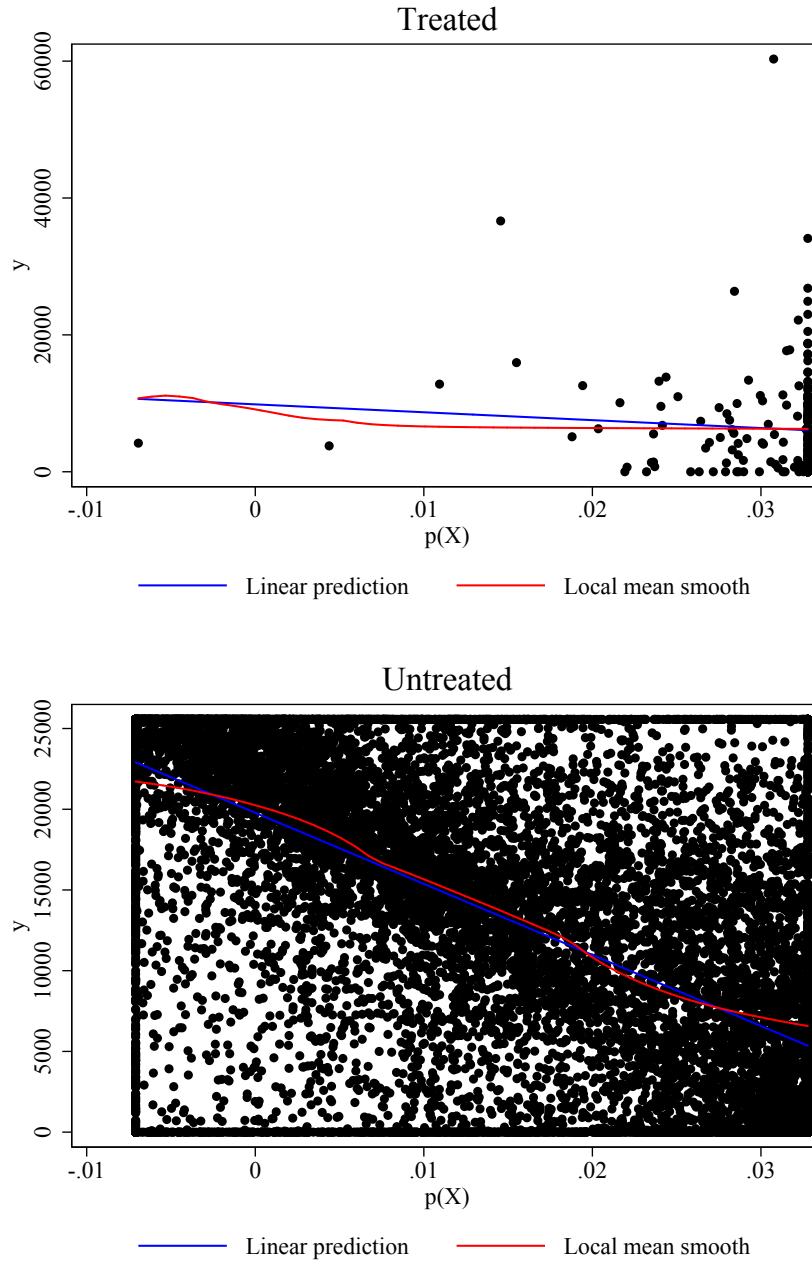 Treated
60000
40000
20000
0
y
-.01 0 .01 .02 .03
p(X)
Linear prediction Local mean smooth
Untreated
25000
20000
15000
10000
5000
0
y
-.01 0 .01 .02 .03
p(X)
Linear prediction Local mean smooth